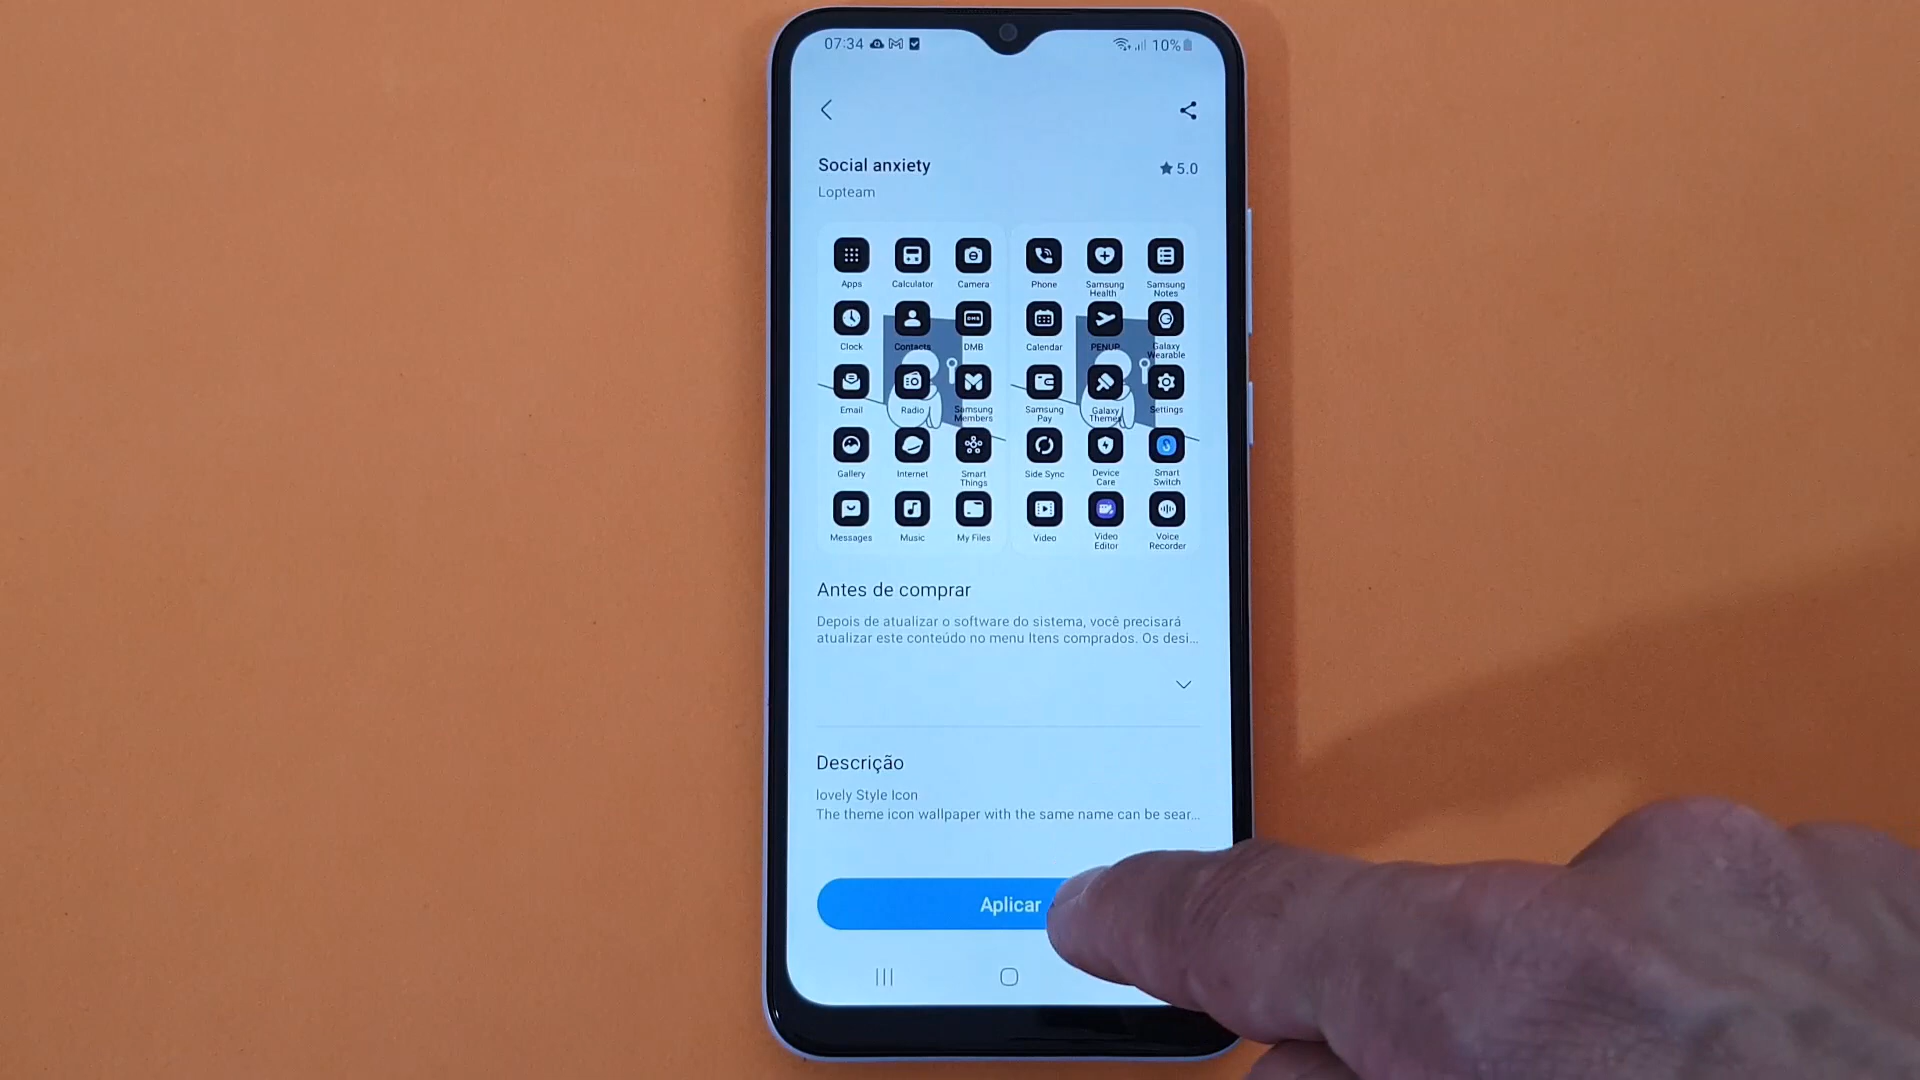 07:34
10%
Social anxiety
5.0
Lopteam
Apps Calculator Camera Phone Samsung Health Samsung Notes
Clock Contacts DMB Calendar PENUP Galaxy Wearable
Email Radio Samsung Members Samsung Pay Galaxy Themes Settings
Gallery Internet Smart Things Side Sync Device Care Smart Switch
Messages Music My Files Video Video Editor Voice Recorder
Antes de comprar
Depois de atualizar o software do sistema, você precisará
atualizar este conteúdo no menu Itens comprados. Os desi...
Descrição
lovely Style Icon
The theme icon wallpaper with the same name can be sear...
Aplicar